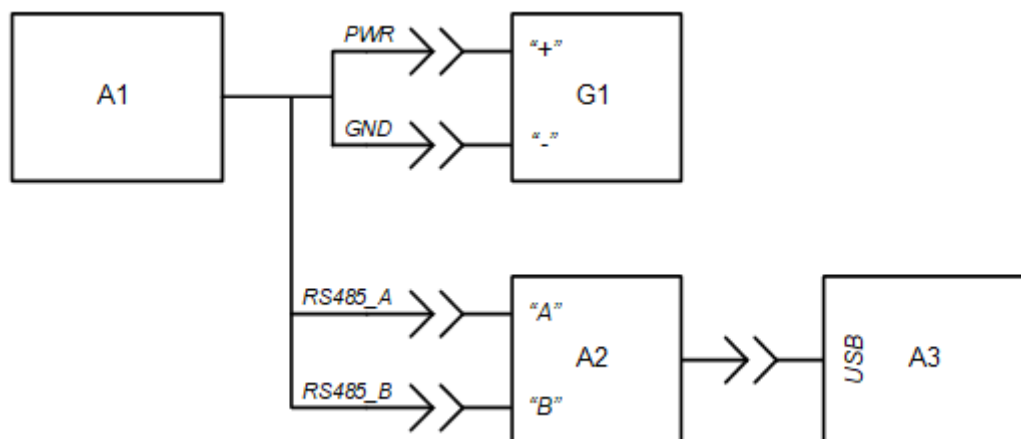 PWR
“+”
A1
G1
GND
“-”
RS485_A
“A”
A2
USB
A3
RS485_B
“B”